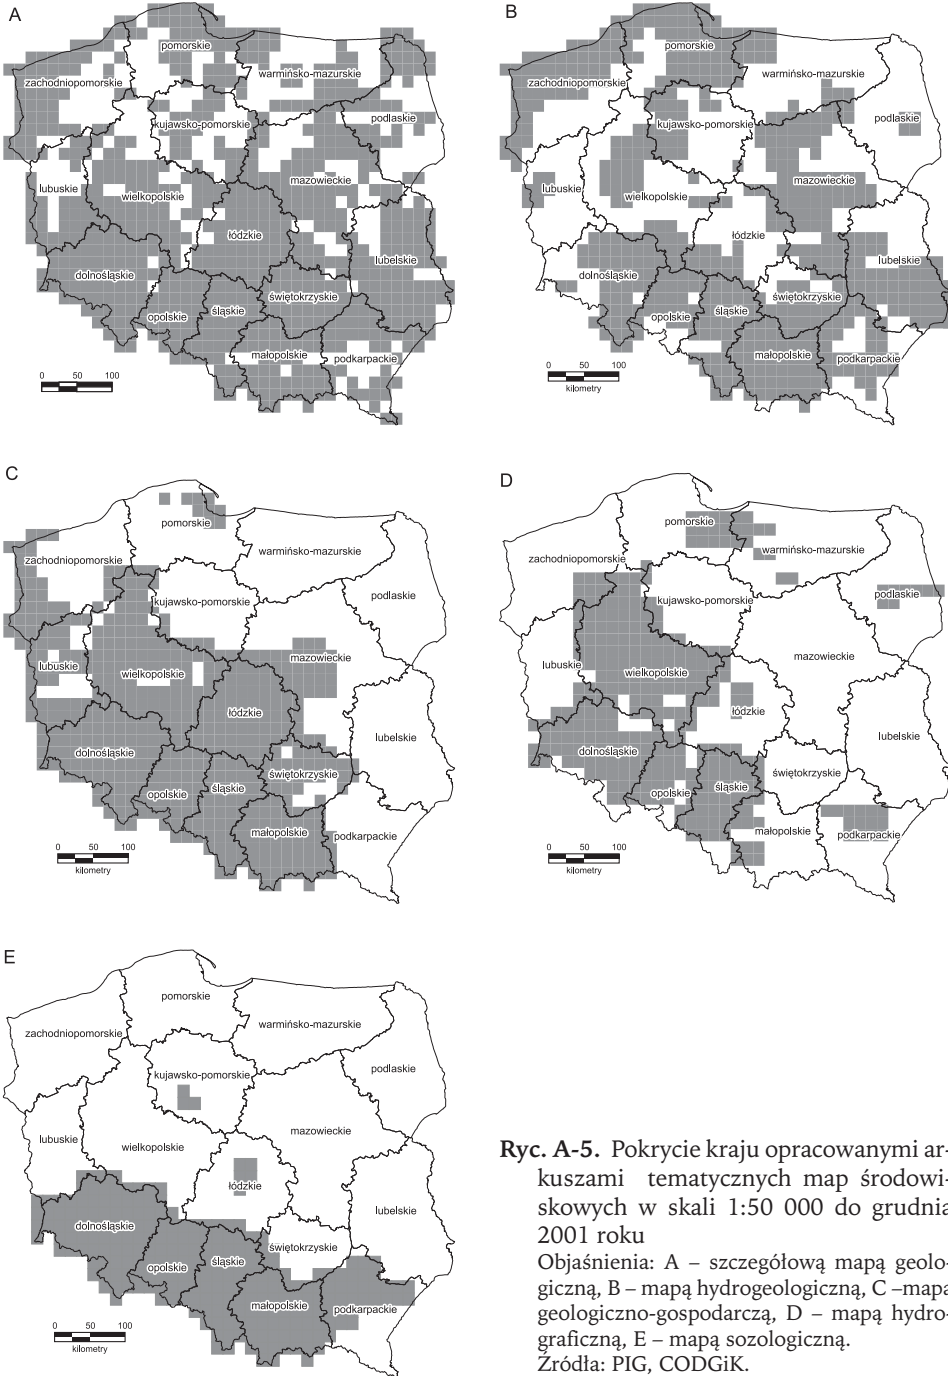 A
pomorskie
zachodniopomorskie
warmińsko-mazurskie
kujawsko-pomorskie
podlaskie
lubuskie
wielkopolskie
mazowieckie
łódzkie
lubelskie
dolnośląskie
opolskie
śląskie
świętokrzyskie
małopolskie
podkarpackie
0 50 100
B
pomorskie
zachodniopomorskie
warmińsko-mazurskie
kujawsko-pomorskie
podlaskie
lubuskie
wielkopolskie
mazowieckie
łódzkie
lubelskie
dolnośląskie
opolskie
śląskie
świętokrzyskie
małopolskie
podkarpackie
0 50 100
kilometry
C
pomorskie
zachodniopomorskie
warmińsko-mazurskie
kujawsko-pomorskie
podlaskie
lubuskie
wielkopolskie
mazowieckie
łódzkie
lubelskie
dolnośląskie
opolskie
śląskie
świętokrzyskie
małopolskie
podkarpackie
0 50 100
kilometry
D
pomorskie
zachodniopomorskie
warmińsko-mazurskie
kujawsko-pomorskie
podlaskie
lubuskie
wielkopolskie
mazowieckie
łódzkie
lubelskie
dolnośląskie
opolskie
śląskie
świętokrzyskie
małopolskie
podkarpackie
0 50 100
kilometry
E
pomorskie
zachodniopomorskie
warmińsko-mazurskie
kujawsko-pomorskie
podlaskie
lubuskie
wielkopolskie
mazowieckie
łódzkie
lubelskie
dolnośląskie
opolskie
śląskie
świętokrzyskie
małopolskie
podkarpackie
0 50 100
kilometry
Ryc. A-5. Pokrycie kraju opracowanymi ar-
kuszami tematycznych map środowi-
skowych w skali 1:50 000 do grudnia
2001 roku
Objaśnienia: A – szczegółową mapą geolo-
giczną, B – mapą hydrogeologiczną, C –mapą
geologiczno-gospodarczą, D – mapą hydro-
graficzną, E – mapą sozologiczną.
Źródła: PIG, CODGiK.